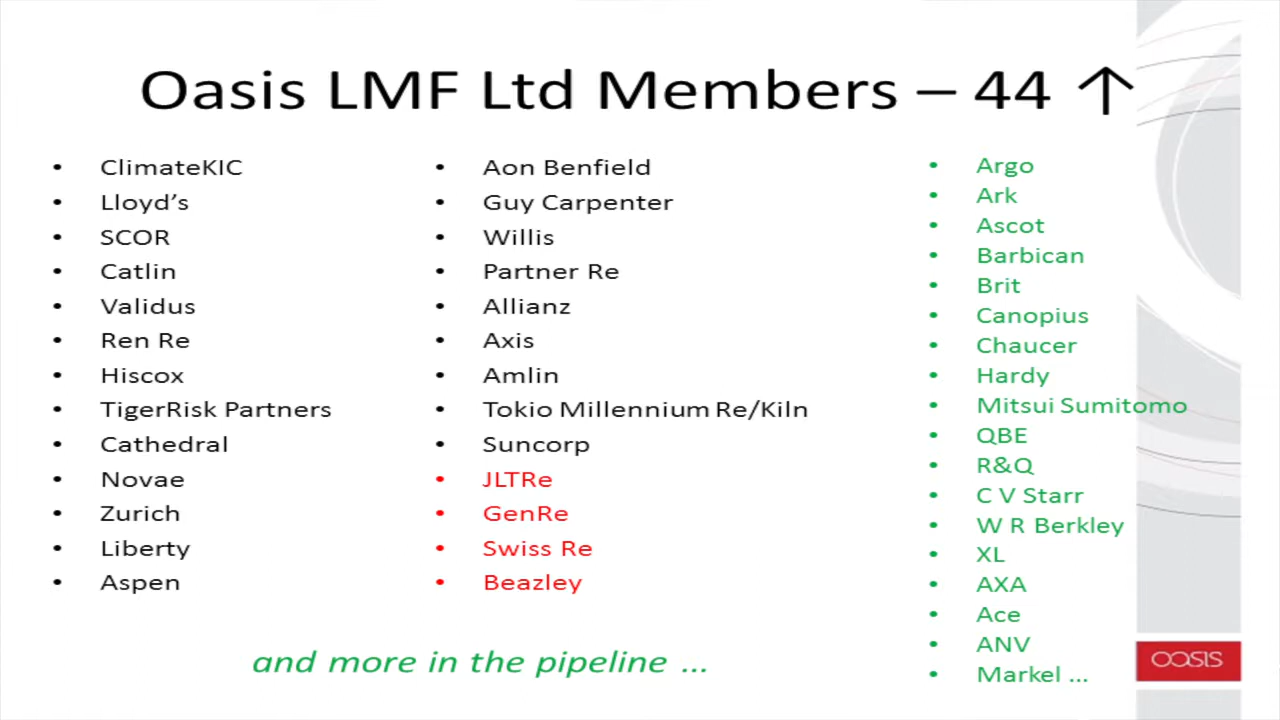 Oasis LMF Ltd Members – 44 ↑
• ClimateKIC
• Lloyd’s
• SCOR
• Catlin
• Validus
• Ren Re
• Hiscox
• TigerRisk Partners
• Cathedral
• Novae
• Zurich
• Liberty
• Aspen
• Aon Benfield
• Guy Carpenter
• Willis
• Partner Re
• Allianz
• Axis
• Amlin
• Tokio Millennium Re/Kiln
• Suncorp
• JLTRe
• GenRe
• Swiss Re
• Beazley
• Argo
• Ark
• Ascot
• Barbican
• Brit
• Canopius
• Chaucer
• Hardy
• Mitsui Sumitomo
• QBE
• R&Q
• C V Starr
• W R Berkley
• XL
• AXA
• Ace
• ANV
• Markel ...
and more in the pipeline ...
OASIS